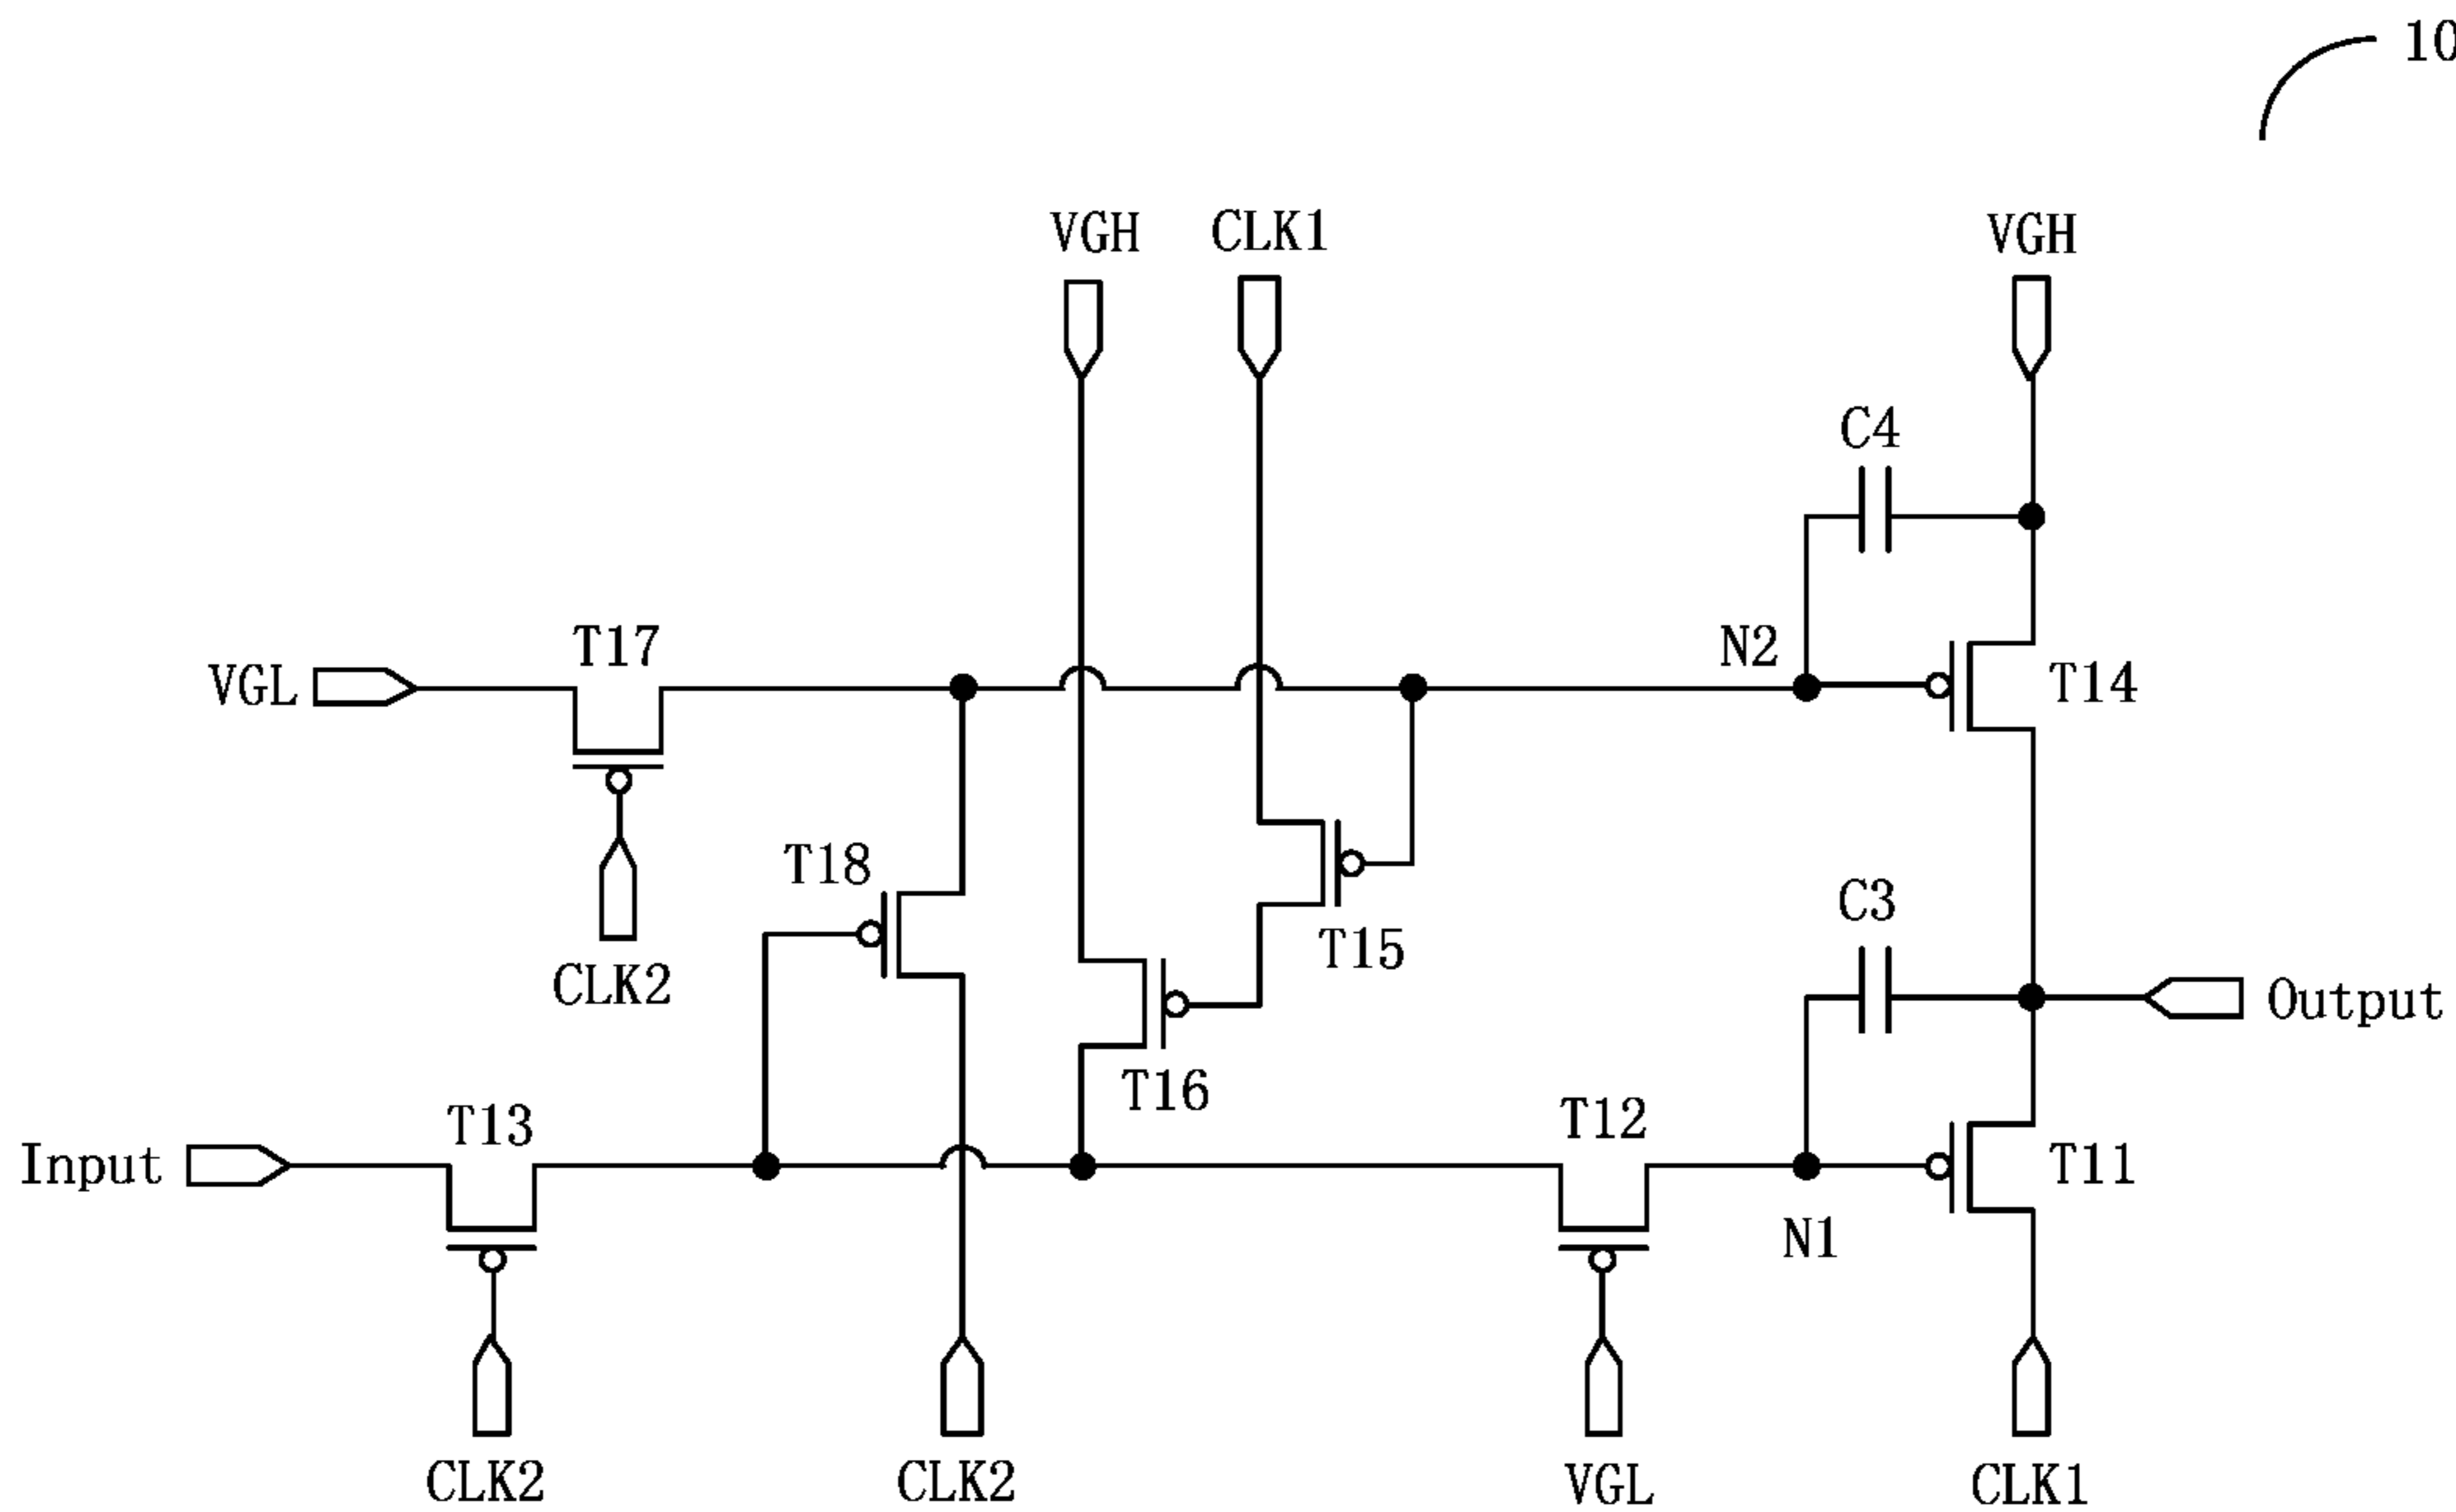 10
VGH
CLK1
VGH
C4
T17
N2
VGL
T14
T18
C3
T15
CLK2
Output
T16
T13
T12
Input
T11
N1
CLK2
CLK2
VGL
CLK1